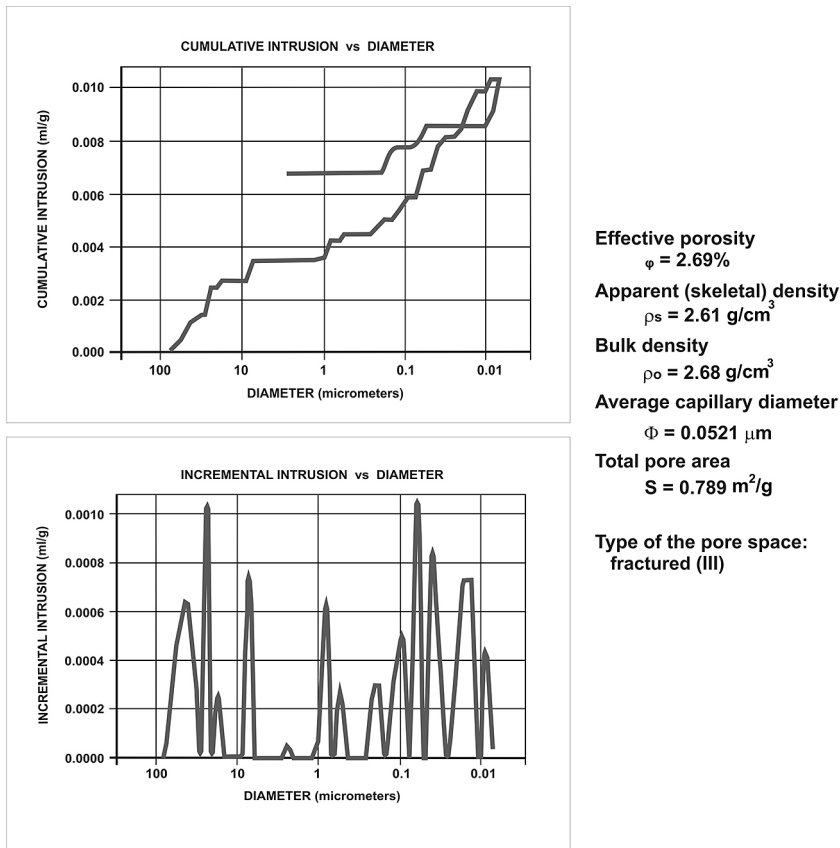 CUMULATIVE INTRUSION vs DIAMETER
CUMULATIVE INTRUSION (ml/g)
0.010
0.008
0.006
0.004
0.002
0.000
100 10 1 0.1 0.01
DIAMETER (micrometers)
INCREMENTAL INTRUSION vs DIAMETER
INCREMENTAL INTRUSION (ml/g)
0.0010
0.0008
0.0006
0.0004
0.0002
0.0000
100 10 1 0.1 0.01
DIAMETER (micrometers)
Effective porosity
φ = 2.69%
Apparent (skeletal) density
ρs = 2.61 g/cm³
Bulk density
ρo = 2.68 g/cm³
Average capillary diameter
Φ = 0.0521 μm
Total pore area
S = 0.789 m²/g
Type of the pore space:
fractured (III)